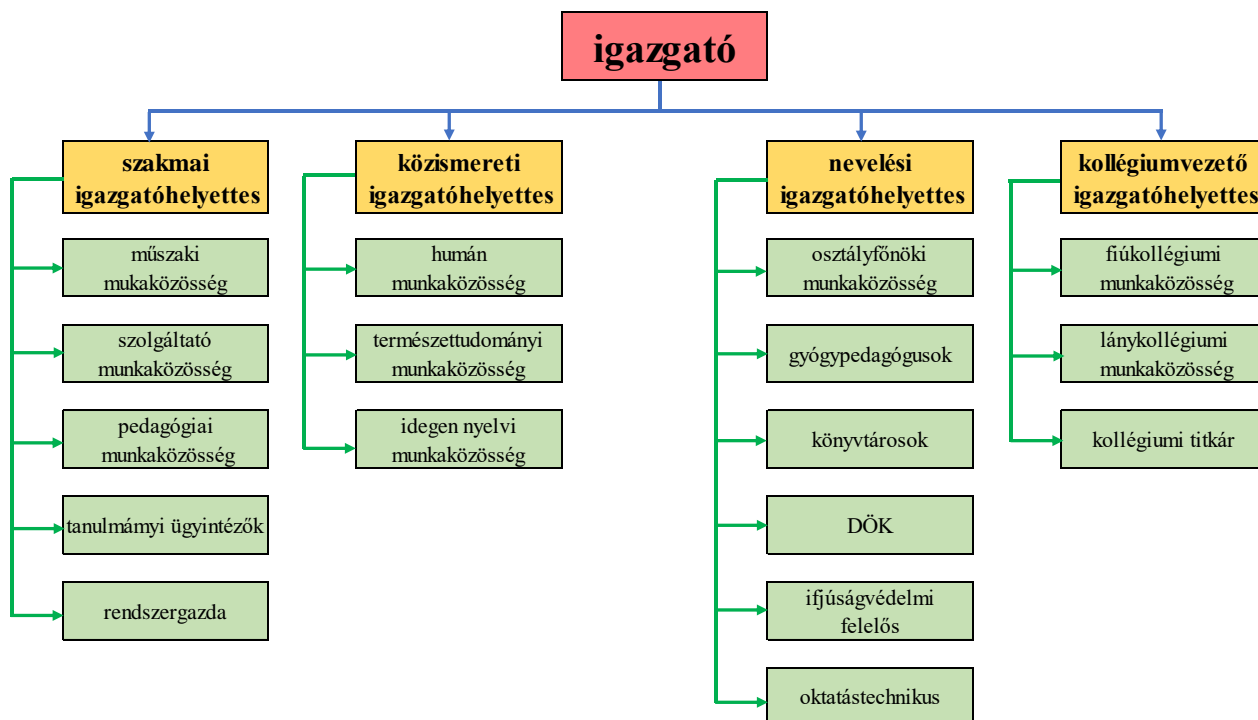 igazgató
szakmai
igazgatóhelyettes
műszaki
mukaközösség
szolgáltató
munkaközösség
pedagógiai
munkaközösség
tanulmányi ügyintézők
rendszergazda
közismereti
igazgatóhelyettes
humán
munkaközösség
természettudományi
munkaközösség
idegen nyelvi
munkaközösség
nevelési
igazgatóhelyettes
osztályfőnöki
munkaközösség
gyógypedagógusok
könyvtárosok
DÖK
ifjúságvédelmi
felelős
oktatástechnikus
kollégiumvezető
igazgatóhelyettes
fiúkollégiumi
munkaközösség
lánykollégiumi
munkaközösség
kollégiumi titkár